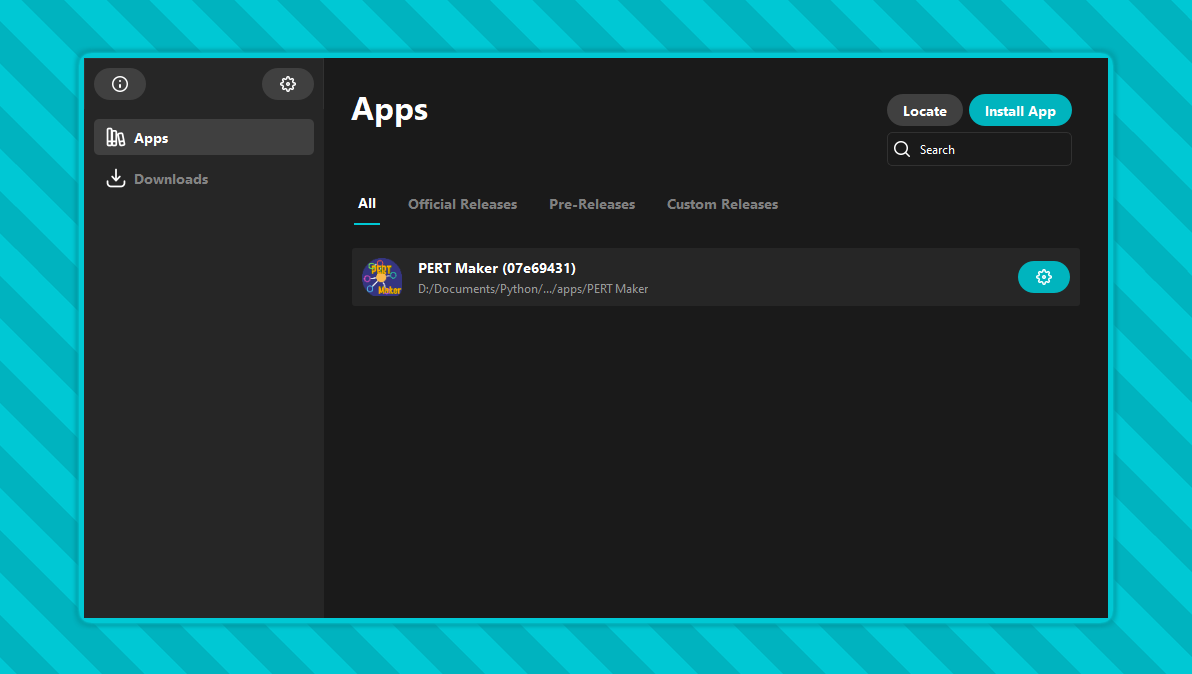 Apps
Downloads
Apps
Locate
Install App
Search
All
Official Releases
Pre-Releases
Custom Releases
PERT
Maker
PERT Maker (07e69431)
D:/Documents/Python/.../apps/PERT Maker